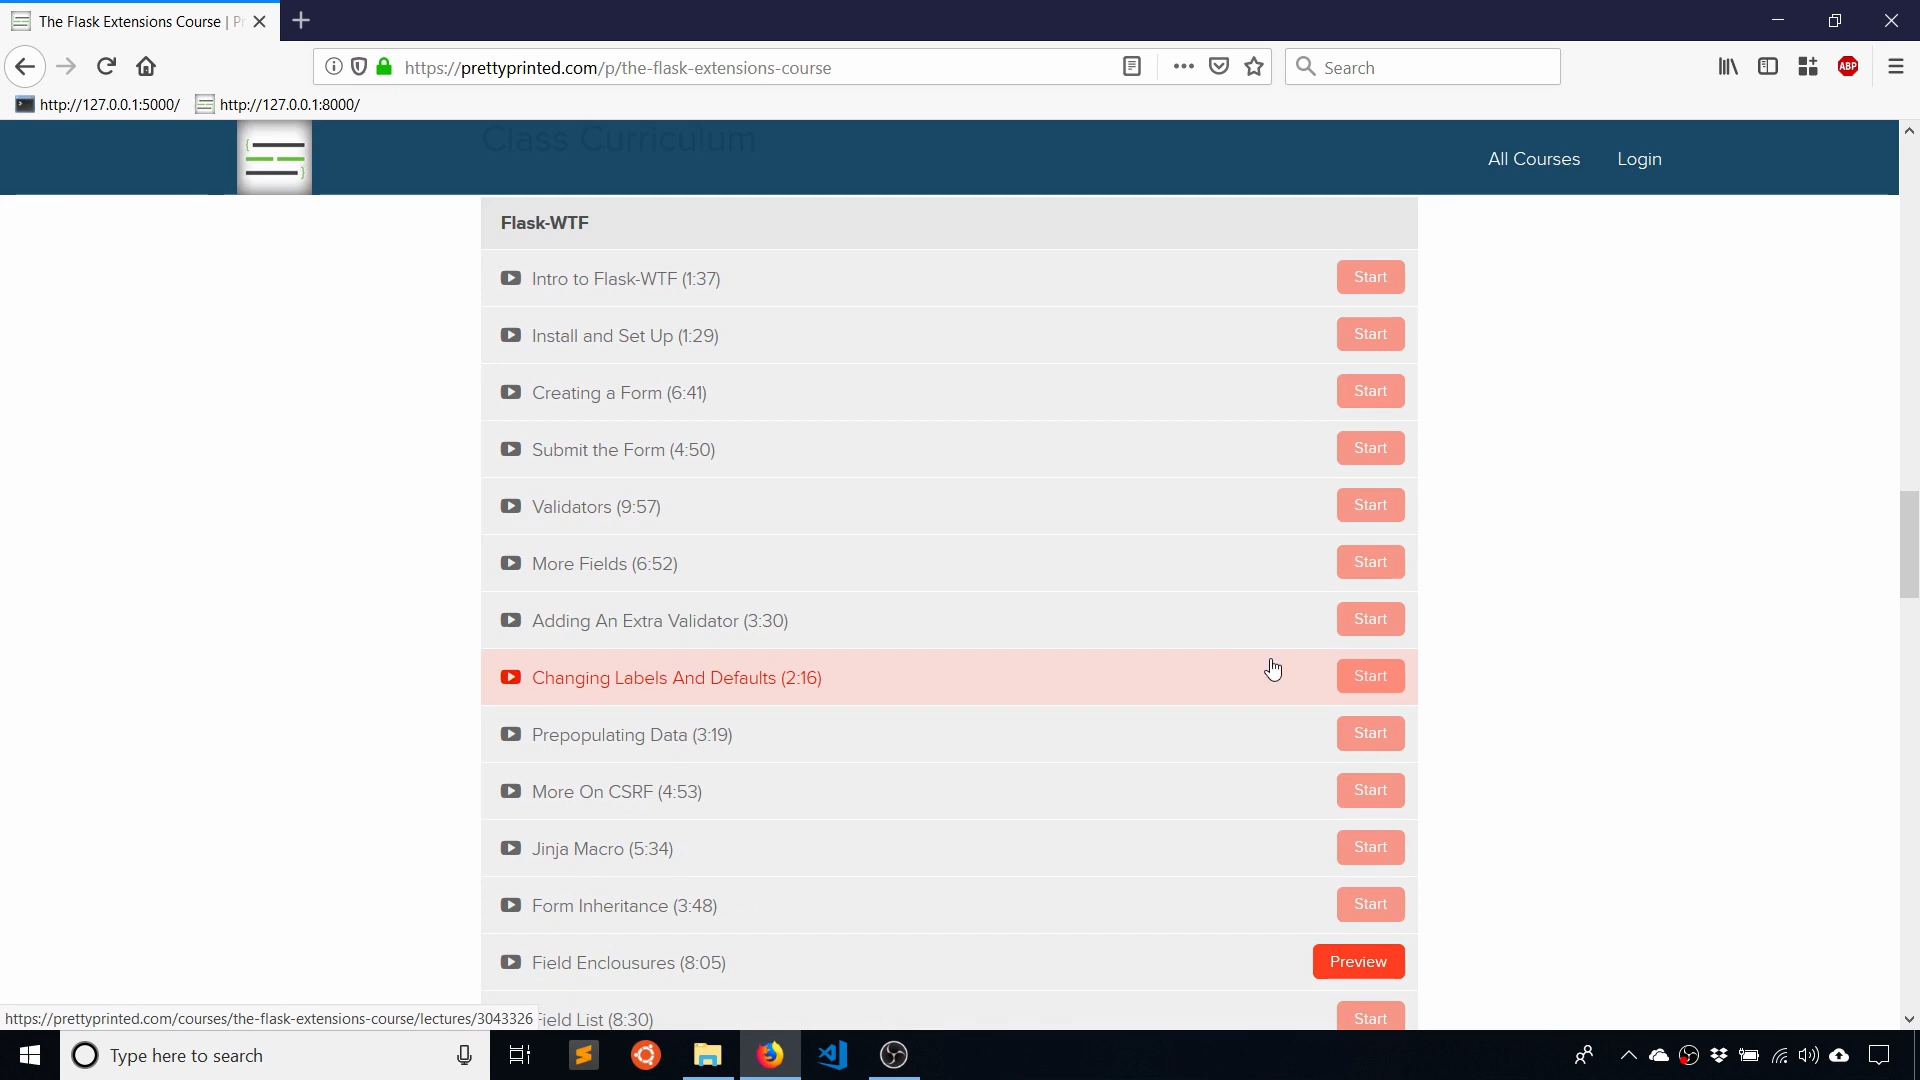 The Flask Extensions Course | Pr
https://prettyprinted.com/p/the-flask-extensions-course
Search
ABP
http://127.0.0.1:5000/ http://127.0.0.1:8000/
Class Curriculum
All Courses Login
Flask-WTF
Intro to Flask-WTF (1:37) Start
Install and Set Up (1:29) Start
Creating a Form (6:41) Start
Submit the Form (4:50) Start
Validators (9:57) Start
More Fields (6:52) Start
Adding An Extra Validator (3:30) Start
Changing Labels And Defaults (2:16) Start
Prepopulating Data (3:19) Start
More On CSRF (4:53) Start
Jinja Macro (5:34) Start
Form Inheritance (3:48) Start
Field Enclousures (8:05) Preview
Field List (8:30) Start
https://prettyprinted.com/courses/the-flask-extensions-course/lectures/3043326
Type here to search